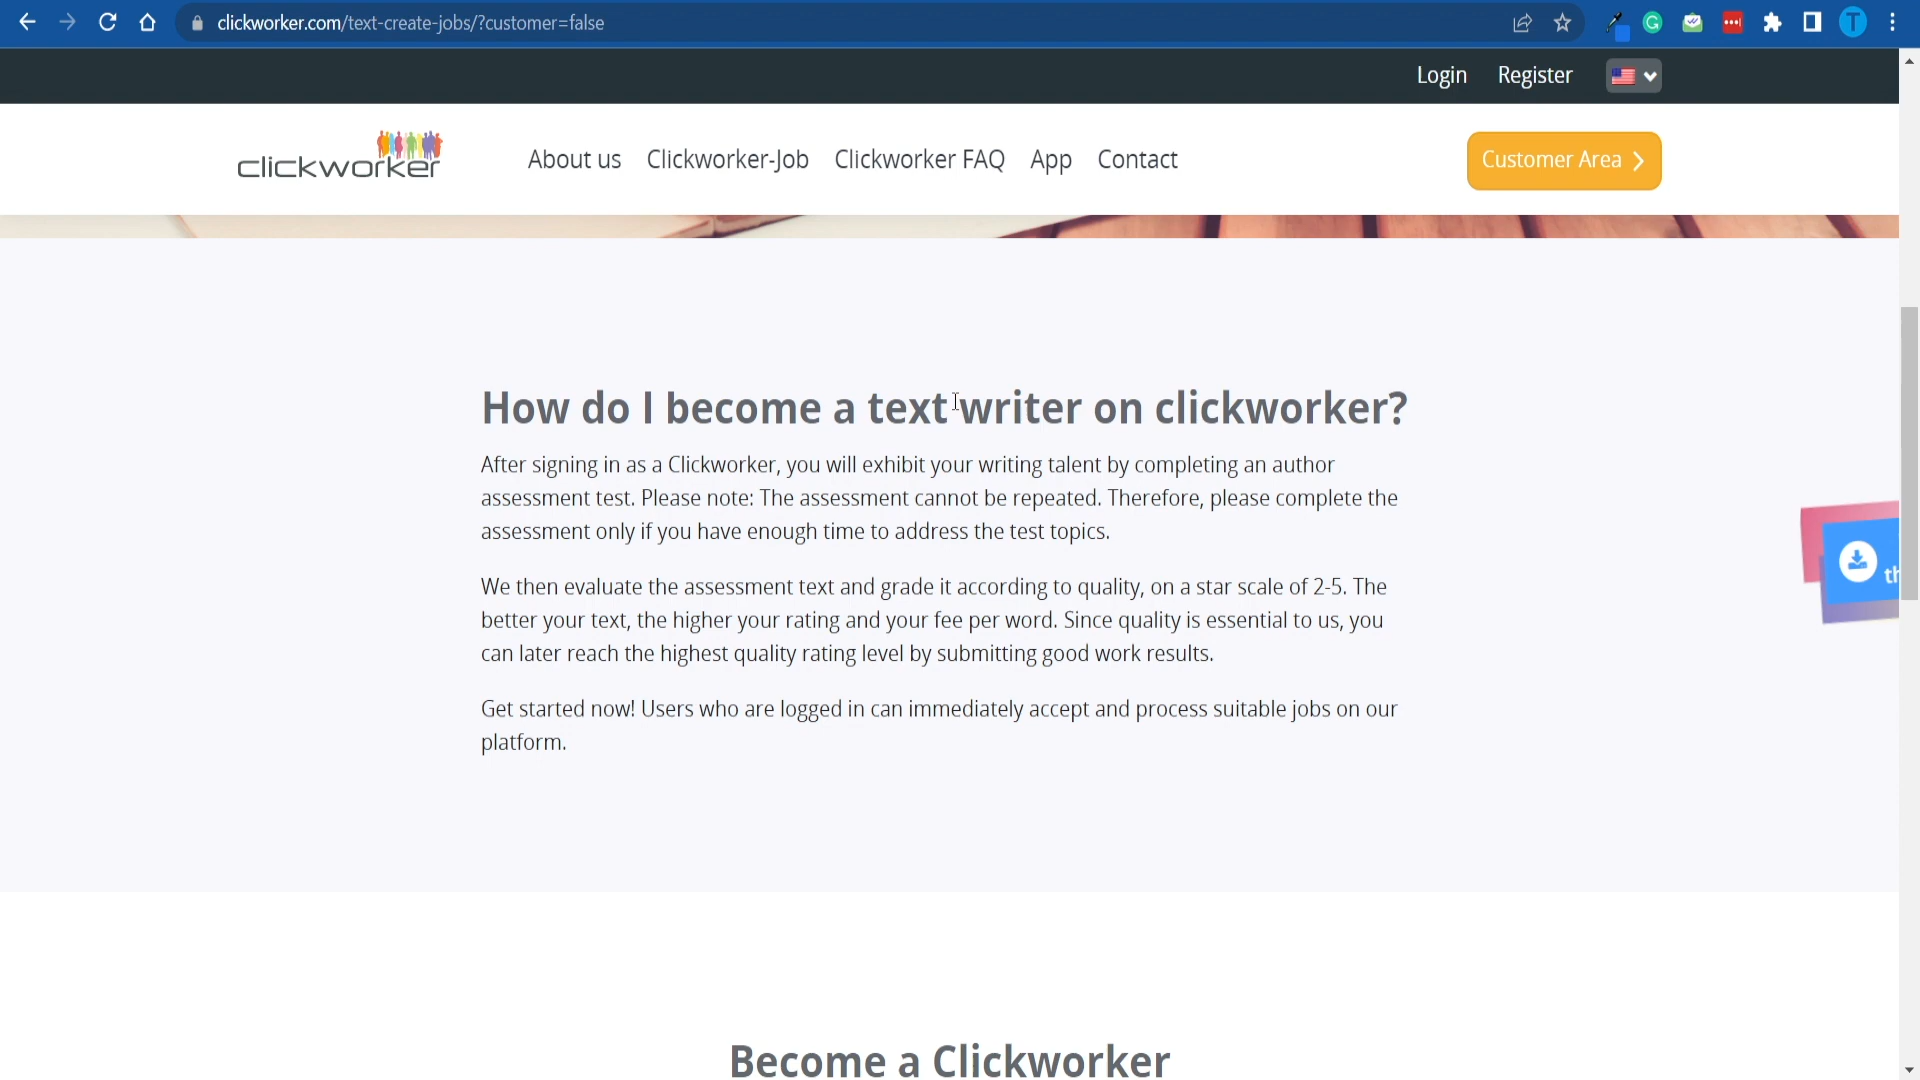 clickworker.com/text-create-jobs/?customer=false
T
Login Register
clickworker
About us Clickworker-Job Clickworker FAQ App Contact
Customer Area
How do I become a text writer on clickworker?
After signing in as a Clickworker, you will exhibit your writing talent by completing an author
assessment test. Please note: The assessment cannot be repeated. Therefore, please complete the
assessment only if you have enough time to address the test topics.
We then evaluate the assessment text and grade it according to quality, on a star scale of 2-5. The
better your text, the higher your rating and your fee per word. Since quality is essential to us, you
can later reach the highest quality rating level by submitting good work results.
Get started now! Users who are logged in can immediately accept and process suitable jobs on our
platform.
Become a Clickworker